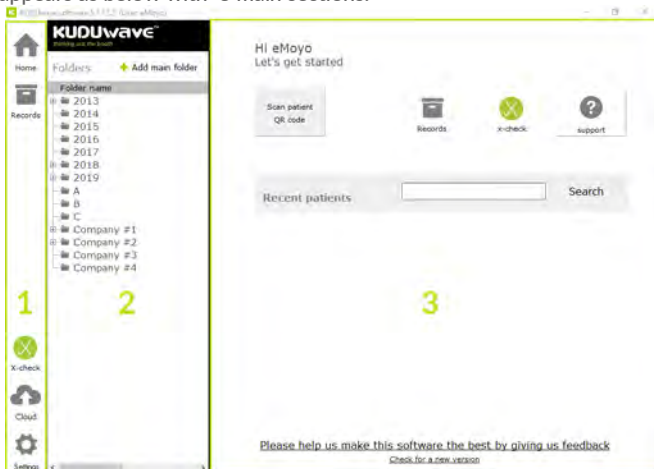 appears as below with 3 main sections.
KUDUwave
Home
Records
1
X-check
Cloud
Settings
KUDUwave
Folders
Add main folder
Folder name
2013
2014
2015
2016
2017
2018
2019
A
B
C
Company #1
Company #2
Company #3
Company #4
2
Hi eMoyo
Let's get started
Scan patient
QR code
Records
x-check
support
Recent patients
Search
3
Please help us make this software the best by giving us feedback
Check for a new version